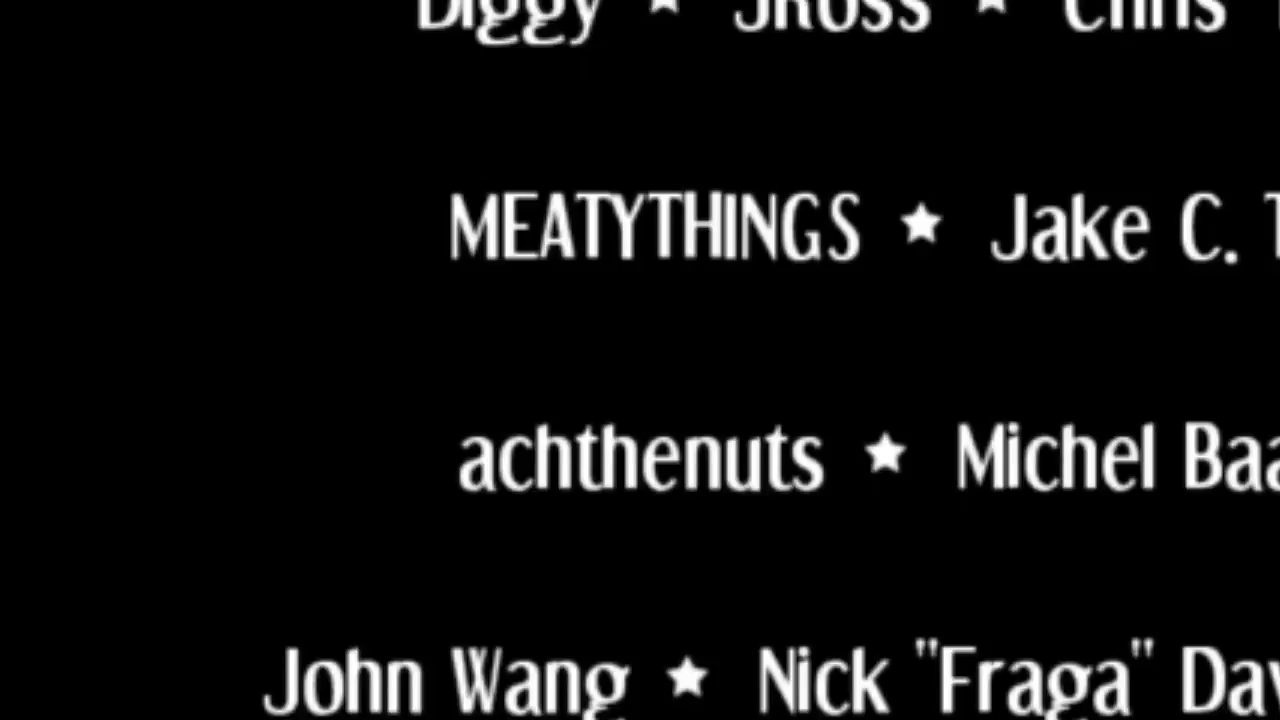 Diggy ★ JRoss ★ Chris
MEATYTHINGS ★ Jake C.
achthenuts ★ Michel
John Wang ★ Nick "Fraga"